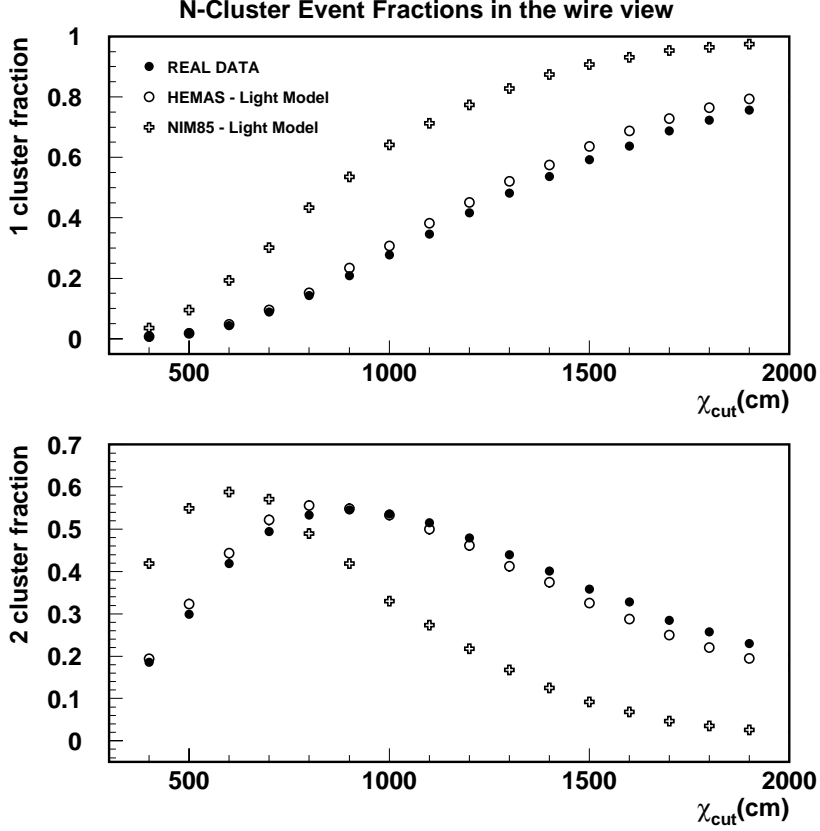 N-Cluster Event Fractions in the wire view
1 cluster fraction
1
0.8
0.6
0.4
0.2
0
REAL DATA
HEMAS - Light Model
NIM85 - Light Model
500 1000 1500 2000
χcut(cm)
2 cluster fraction
0.7
0.6
0.5
0.4
0.3
0.2
0.1
0
500 1000 1500 2000
χcut(cm)